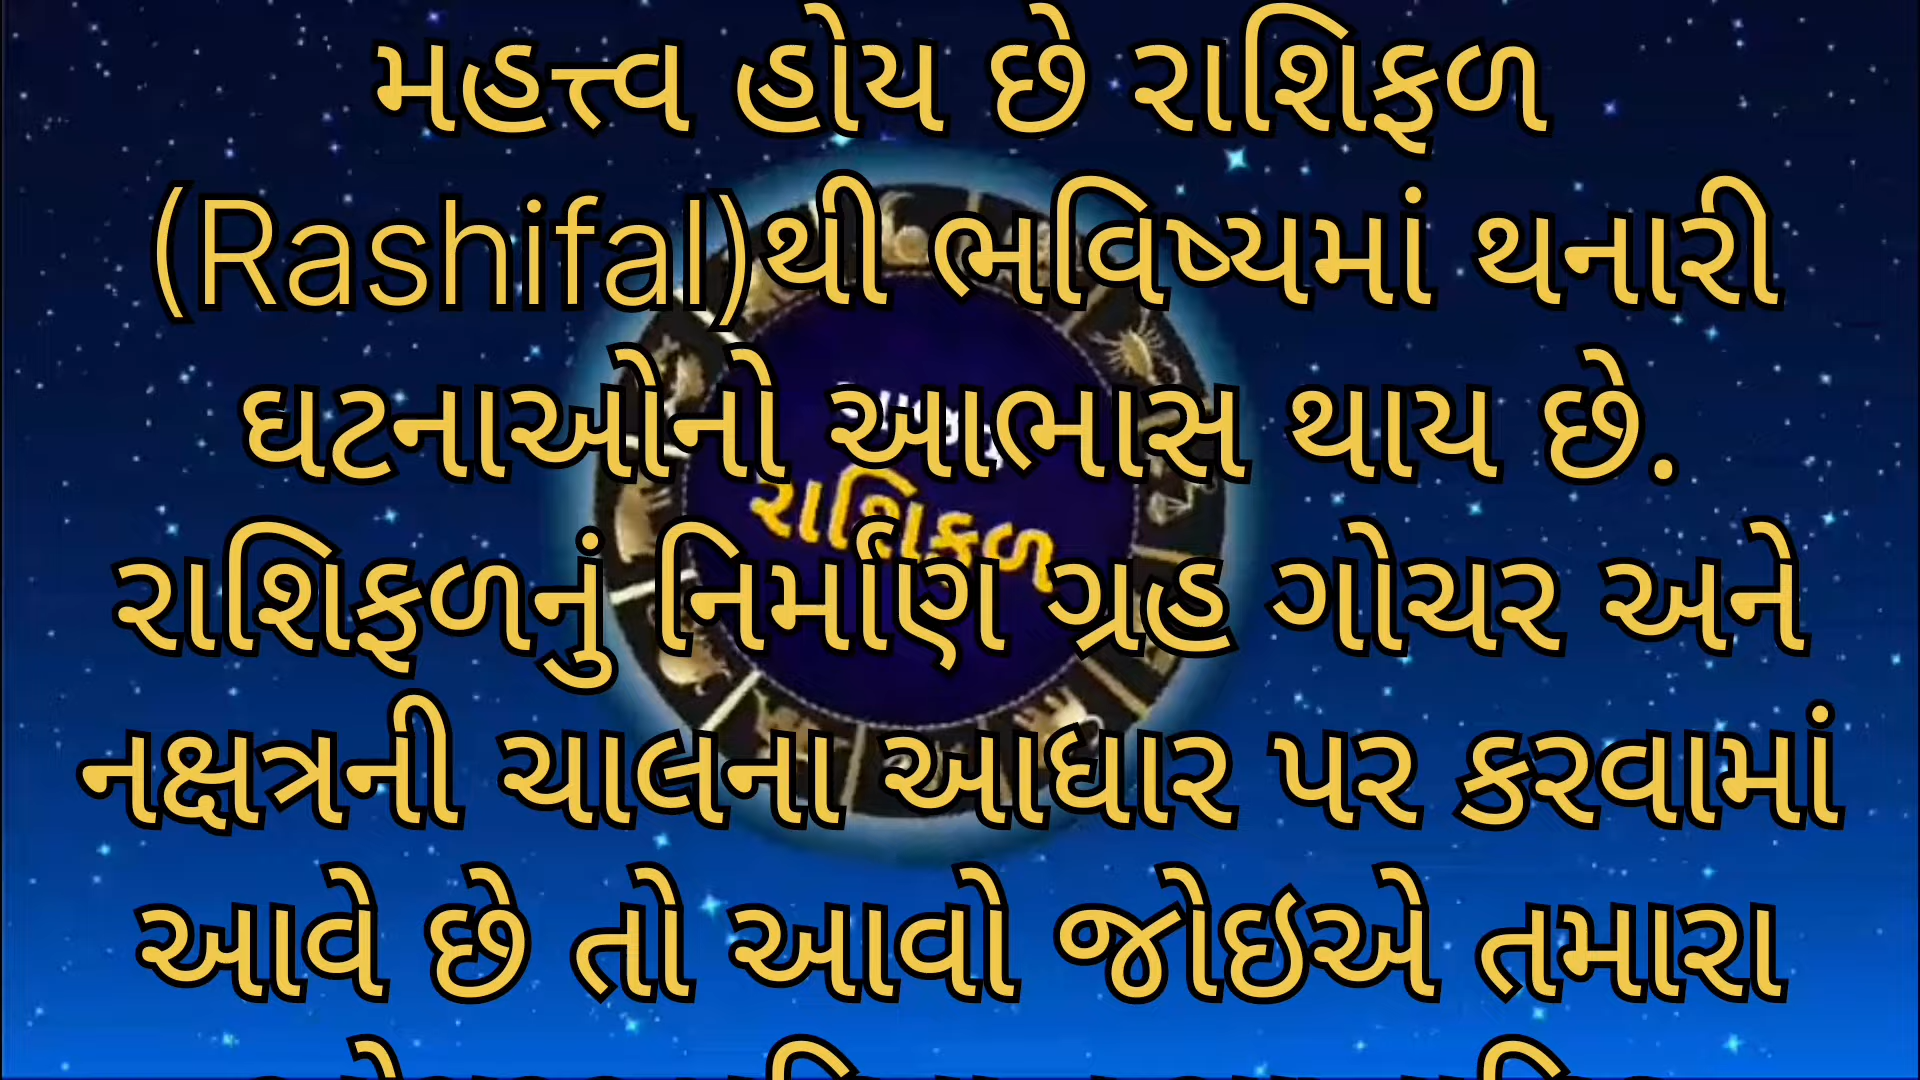 મહત્ત્વ હોય છે રાશિફળ
(Rashifal)થી ભવિષ્યમાં થનારી
ઘટનાઓનો આભાસ થાય છે.
રાશિફળ
રાશિફળનું નિર્માણ ગ્રહ ગોચર અને
નક્ષત્રની ચાલના આધાર પર કરવામાં
આવે છે તો આવો જોઇએ તમારા